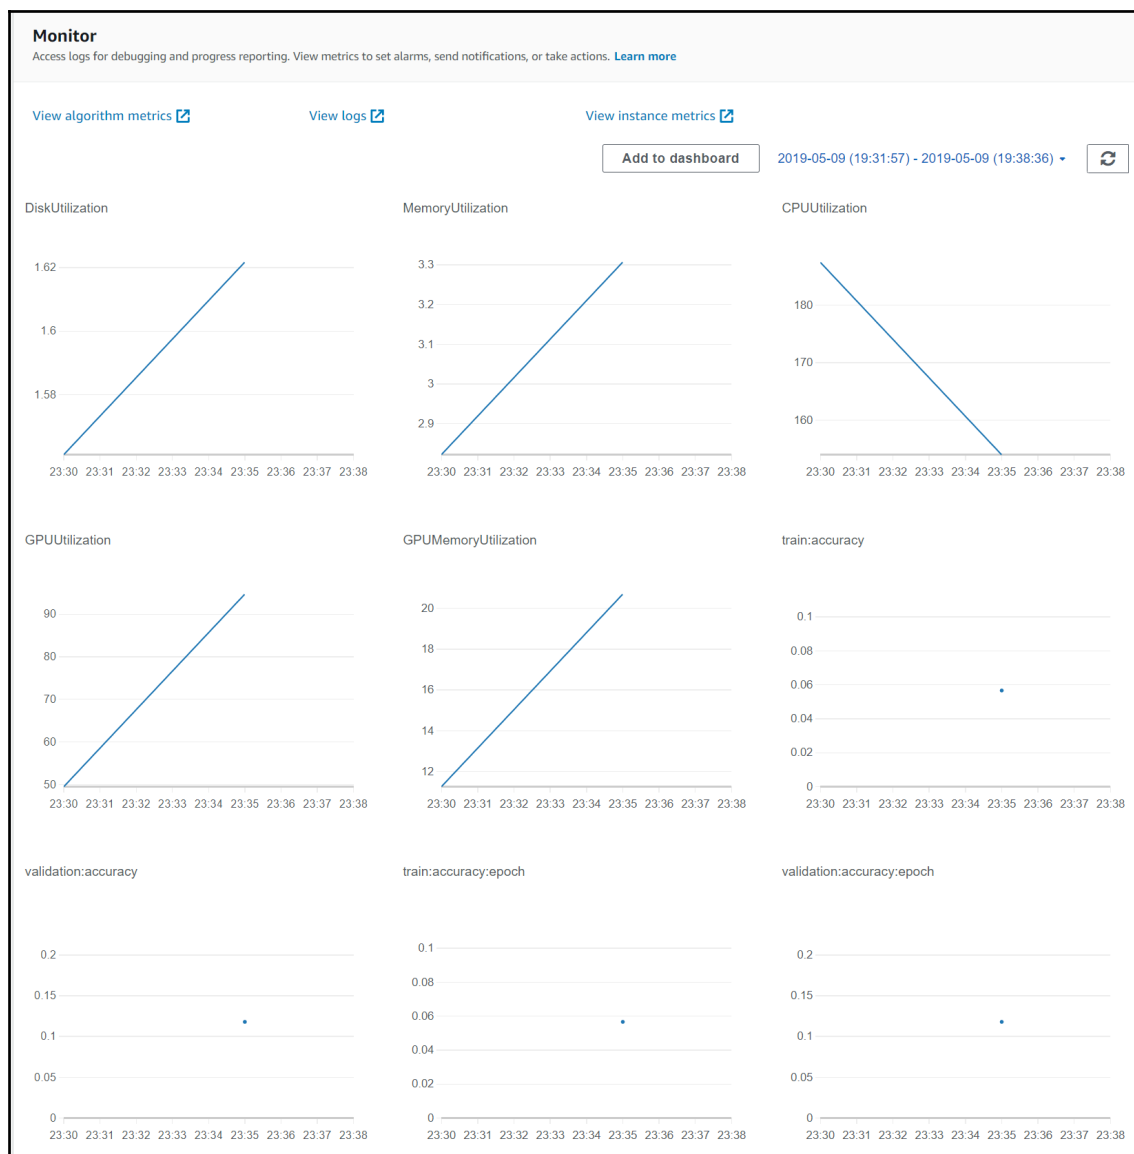 Monitor
Access logs for debugging and progress reporting. View metrics to set alarms, send notifications, or take actions. Learn more
View algorithm metrics View logs View instance metrics
Add to dashboard 2019-05-09 (19:31:57) - 2019-05-09 (19:38:36)
DiskUtilization
1.62
1.6
1.58
23:30 23:31 23:32 23:33 23:34 23:35 23:36 23:37 23:38
MemoryUtilization
3.3
3.2
3.1
3
2.9
23:30 23:31 23:32 23:33 23:34 23:35 23:36 23:37 23:38
CPUUtilization
180
170
160
23:30 23:31 23:32 23:33 23:34 23:35 23:36 23:37 23:38
GPUUtilization
90
80
70
60
50
23:30 23:31 23:32 23:33 23:34 23:35 23:36 23:37 23:38
GPUMemoryUtilization
20
18
16
14
12
23:30 23:31 23:32 23:33 23:34 23:35 23:36 23:37 23:38
train:accuracy
0.1
0.08
0.06
0.04
0.02
0
23:30 23:31 23:32 23:33 23:34 23:35 23:36 23:37 23:38
validation:accuracy
0.2
0.15
0.1
0.05
0
23:30 23:31 23:32 23:33 23:34 23:35 23:36 23:37 23:38
train:accuracy:epoch
0.1
0.08
0.06
0.04
0.02
0
23:30 23:31 23:32 23:33 23:34 23:35 23:36 23:37 23:38
validation:accuracy:epoch
0.2
0.15
0.1
0.05
0
23:30 23:31 23:32 23:33 23:34 23:35 23:36 23:37 23:38